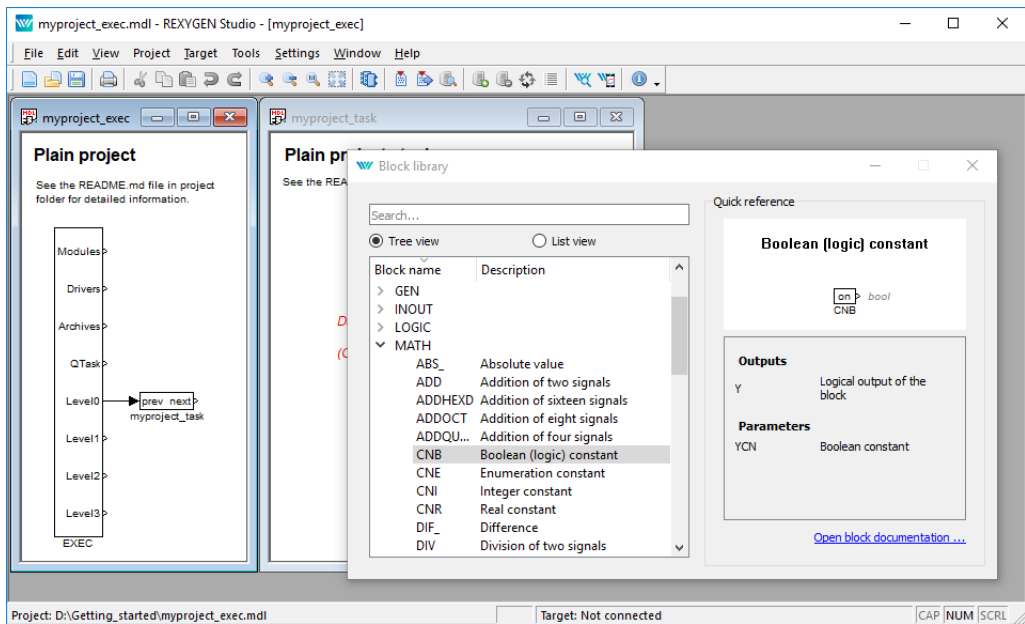 myproject_exec.mdl - REXYGEN Studio - [myproject_exec]
File Edit View Project Target Tools Settings Window Help
myproject_exec
Plain project
See the README.md file in project
folder for detailed information.
Modules
Drivers
Archives
QTask
Level0
prev next
myproject_task
Level1
Level2
Level3
EXEC
myproject_task
Plain
See the
Block library
Search...
Tree view List view
Block name Description
GEN
INOUT
LOGIC
MATH
ABS_ Absolute value
ADD Addition of two signals
ADDHEXD Addition of sixteen signals
ADDOCT Addition of eight signals
ADDQU... Addition of four signals
CNB Boolean (logic) constant
CNE Enumeration constant
CNI Integer constant
CNR Real constant
DIF_ Difference
DIV Division of two signals
Quick reference
Boolean (logic) constant
on bool
CNB
Outputs
Y Logical output of the
block
Parameters
YCN Boolean constant
Open block documentation ...
Project: D:\Getting_started\myproject_exec.mdl Target: Not connected CAP NUM SCRL